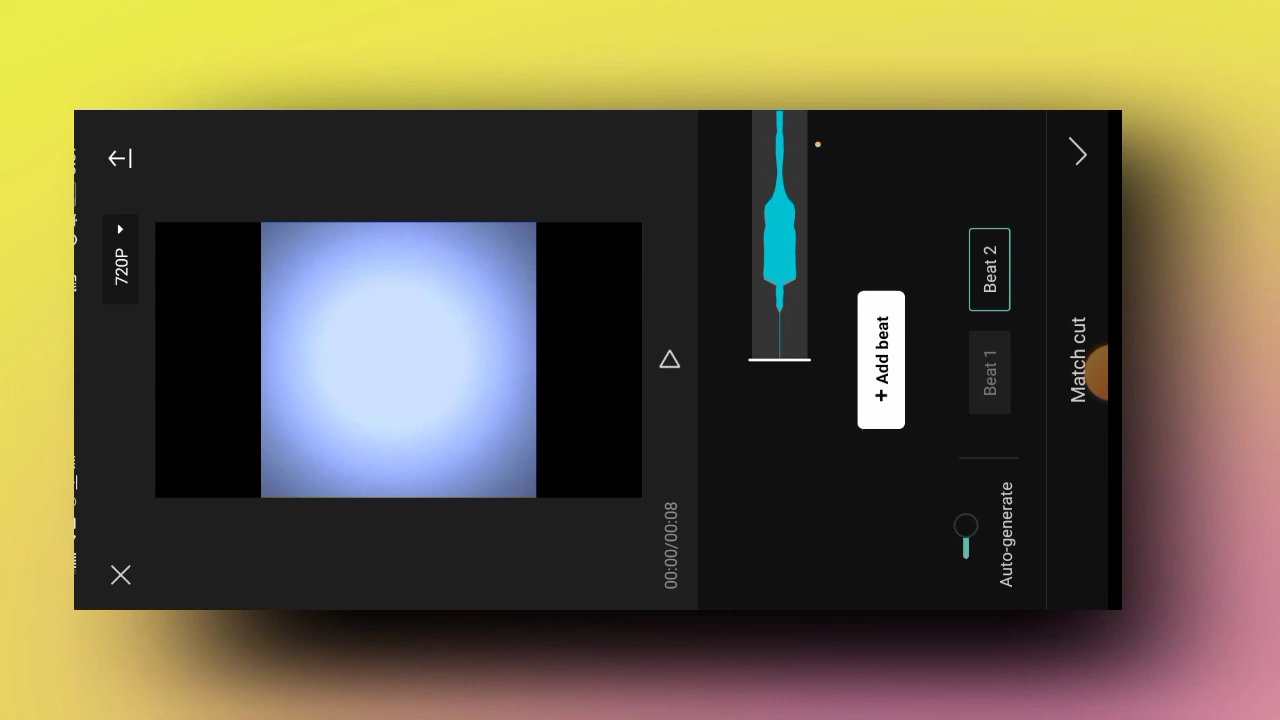 720P
00:00/00:08
+ Add beat
Auto-generate
Beat 1
Beat 2
Match cut